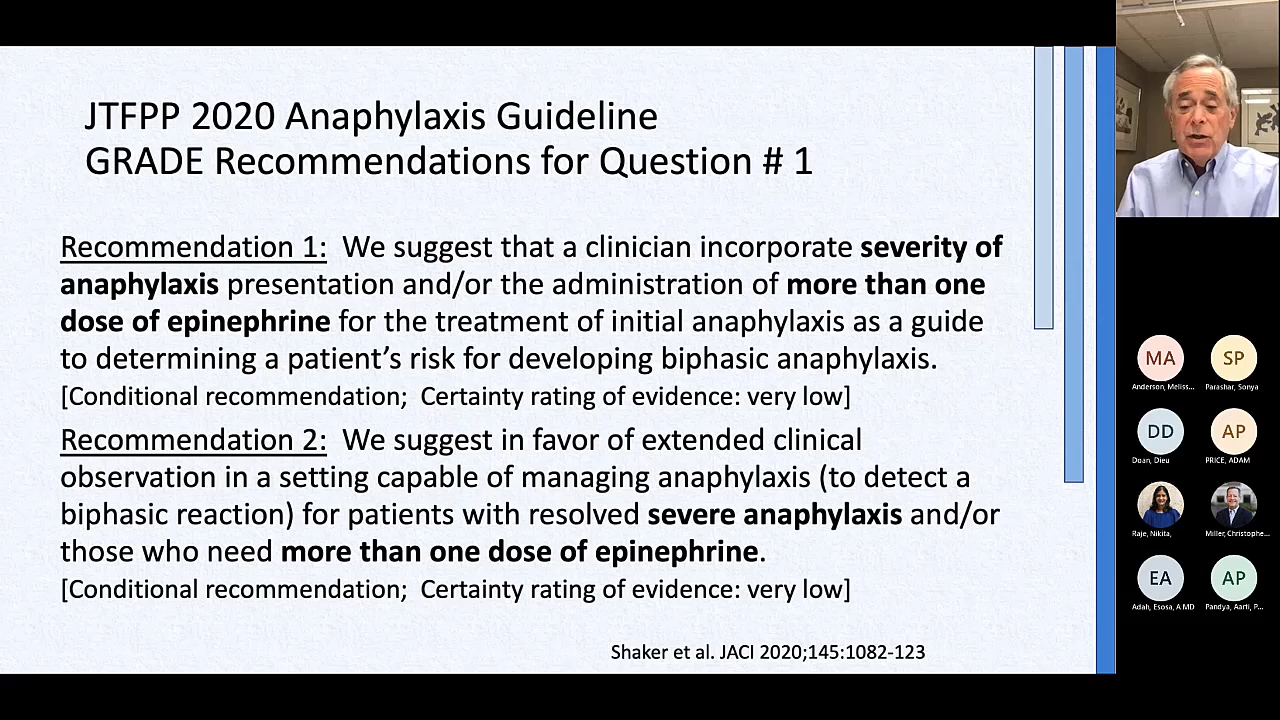 JTFPP 2020 Anaphylaxis Guideline
GRADE Recommendations for Question # 1
Recommendation 1: We suggest that a clinician incorporate severity of
anaphylaxis presentation and/or the administration of more than one
dose of epinephrine for the treatment of initial anaphylaxis as a guide
to determining a patient’s risk for developing biphasic anaphylaxis.
[Conditional recommendation; Certainty rating of evidence: very low]
Recommendation 2: We suggest in favor of extended clinical
observation in a setting capable of managing anaphylaxis (to detect a
biphasic reaction) for patients with resolved severe anaphylaxis and/or
those who need more than one dose of epinephrine.
[Conditional recommendation; Certainty rating of evidence: very low]
Shaker et al. JACI 2020;145:1082-123
MA
SP
Anderson, Meliss...
Parashar, Sonya
DD
AP
Doan, Dieu
PRICE, ADAM
Raje, Nikita,
Miller, Christophe...
EA
AP
Adah, Esosa, A MD
Pandya, Aarti, P...